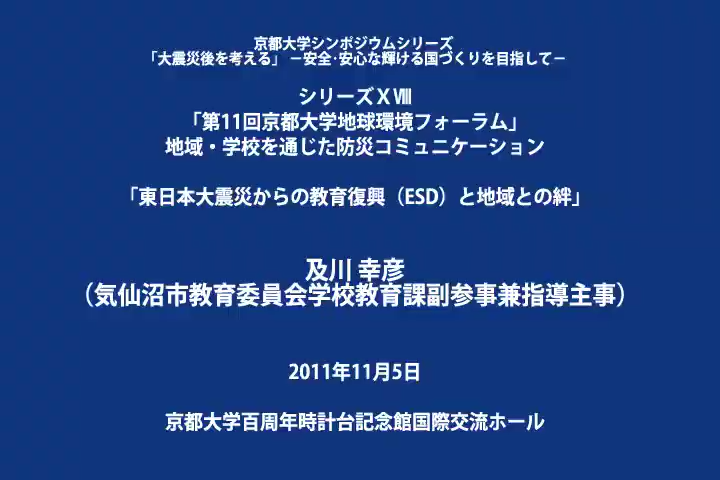 京都大学シンポジウムシリーズ
「大震災後を考える」－安全・安心な輝ける国づくりを目指して－
シリーズＸⅧ
「第11回京都大学地球環境フォーラム」
地域・学校を通じた防災コミュニケーション
「東日本大震災からの教育復興（ESD）と地域との絆」
及川 幸彦
（気仙沼市教育委員会学校教育課副参事兼指導主事）
2011年11月5日
京都大学百周年時計台記念館国際交流ホール